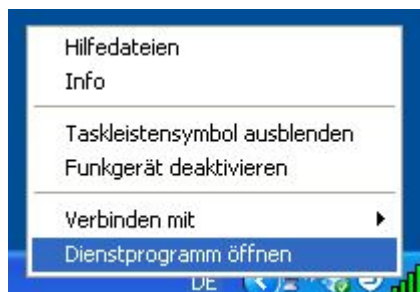 Hilfedateien
Info
Taskleistensymbol ausblenden
Funkgerät deaktivieren
Verbinden mit
Dienstprogramm öffnen
DE